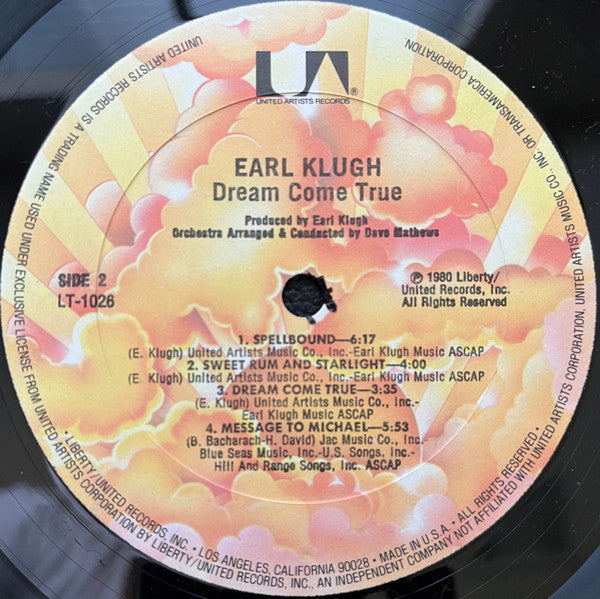 UA®
UNITED ARTISTS RECORDS
EARL KLUGH
Dream Come True
Produced by Earl Klugh
Orchestra Arranged & Conducted by Dave Mathews
SIDE 2
LT-1026
℗ 1980 Liberty/
United Records, Inc.
All Rights Reserved
1. SPELLBOUND—6:17
(E. Klugh) United Artists Music Co., Inc.-Earl Klugh Music ASCAP
2. SWEET RUM AND STARLIGHT—4:00
(E. Klugh) United Artists Music Co., Inc.-Earl Klugh Music ASCAP
3. DREAM COME TRUE—3:35
(E. Klugh) United Artists Music Co., Inc.-
Earl Klugh Music ASCAP
4. MESSAGE TO MICHAEL—5:53
(B. Bacharach-H. David) Jac Music Co., Inc.-
Blue Seas Music, Inc.-U.S. Songs, Inc.-
Hill And Range Songs, Inc. ASCAP
• LIBERTY UNITED RECORDS, INC. • LOS ANGELES, CALIFORNIA 90028 • MADE IN U.S.A. • ALL RIGHTS RESERVED •
UNITED ARTISTS RECORDS IS A TRADING NAME USED UNDER EXCLUSIVE LICENSE FROM UNITED ARTISTS CORPORATION BY LIBERTY/UNITED RECORDS, INC., AN INDEPENDENT COMPANY NOT AFFILIATED WITH UNITED ARTISTS CORPORATION, UNITED ARTISTS MUSIC CO., INC. OR TRANSAMERICA CORPORATION.